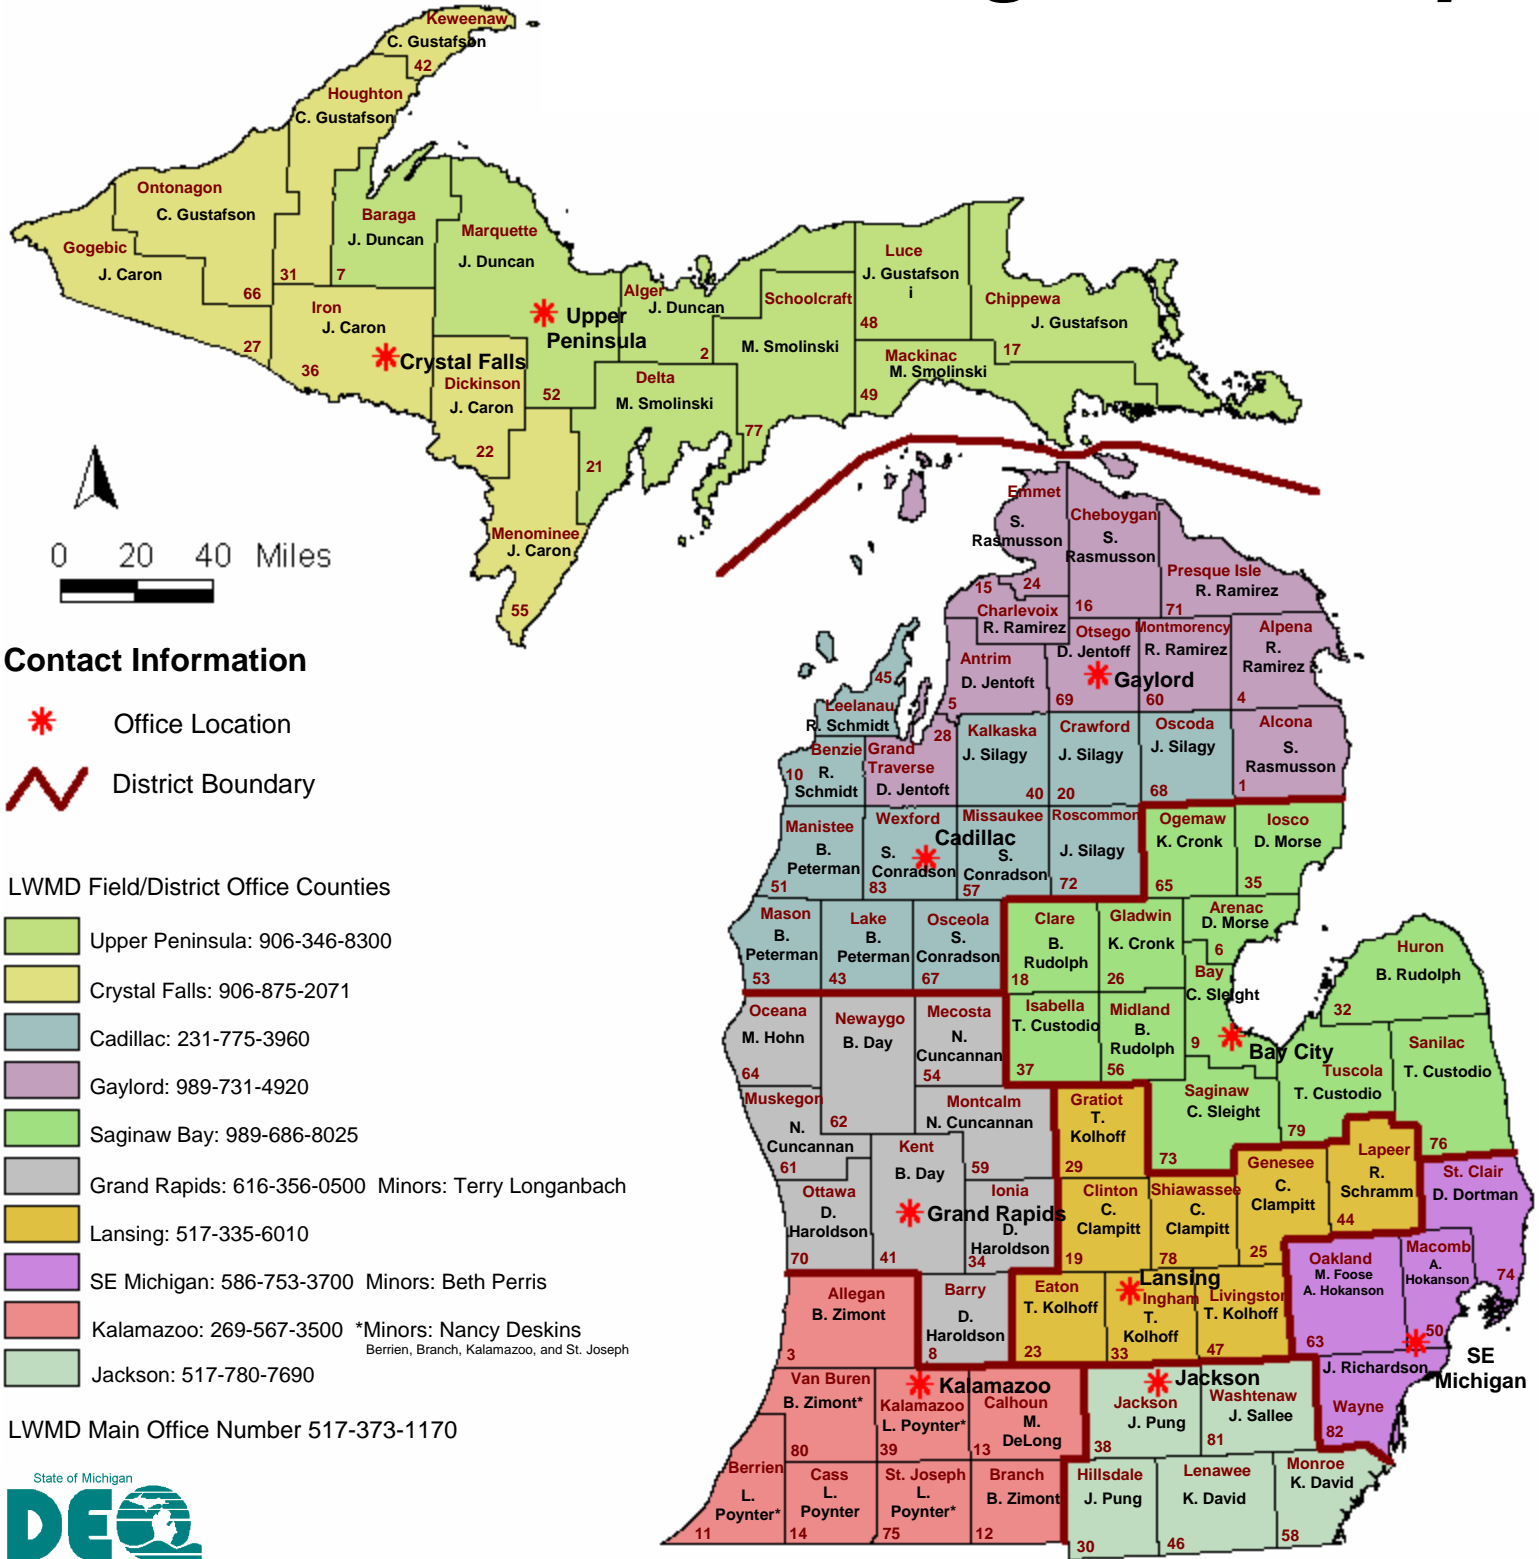 Keweenaw
C. Gustafson
42
Houghton
C. Gustafson
Ontonagon
C. Gustafson
Gogebic
J. Caron
66
27
31
Baraga
J. Duncan
7
Marquette
J. Duncan
52
Upper
Peninsula
Iron
J. Caron
36
Crystal Falls
Dickinson
J. Caron
22
Menominee
J. Caron
55
Alger
J. Duncan
2
Delta
M. Smolinski
21
Schoolcraft
M. Smolinski
77
Luce
J. Gustafson
i
48
Chippewa
J. Gustafson
17
Mackinac
M. Smolinski
49
0 20 40 Miles
Emmet
S.
Rasmusson
24
Cheboygan
S.
Rasmusson
16
Presque Isle
R. Ramirez
71
15
Charlevoix
R. Ramirez
Antrim
D. Jentoft
5
Otsego
D. Jentoff
69
Gaylord
Montmorency
R. Ramirez
60
Alpena
R.
Ramirez
4
45
Leelanau
R. Schmidt
Benzie
10 R.
Schmidt
28
Grand
Traverse
D. Jentoft
Kalkaska
J. Silagy
40
Crawford
J. Silagy
20
Oscoda
J. Silagy
68
Alcona
S.
Rasmusson
1
Manistee
B.
Peterman
51
Wexford
S.
Conradson
83
Cadillac
Missaukee
S.
Conradson
57
Roscommon
J. Silagy
72
Ogemaw
K. Cronk
65
Iosco
D. Morse
35
Mason
B.
Peterman
53
Lake
B.
Peterman
43
Osceola
S.
Conradson
67
Clare
B.
Rudolph
18
Gladwin
K. Cronk
26
Arenac
D. Morse
6
Bay
C. Sleight
9
Bay City
Huron
B. Rudolph
32
Oceana
M. Hohn
64
Newaygo
B. Day
62
Mecosta
N.
Cuncannan
54
Isabella
T. Custodio
37
Midland
B.
Rudolph
56
Saginaw
C. Sleight
73
Tuscola
T. Custodio
79
Sanilac
T. Custodio
76
Muskegon
N.
Cuncannan
61
Montcalm
N. Cuncannan
59
Kent
B. Day
41
Grand Rapids
Gratiot
T.
Kolhoff
29
Ottawa
D.
Haroldson
70
Ionia
D.
Haroldson
34
Clinton
C.
Clampitt
19
Shiawassee
C.
Clampitt
78
Genesee
C.
Clampitt
25
Lapeer
R.
Schramm
44
St. Clair
D. Dortman
74
Allegan
B. Zimont
3
Barry
D.
Haroldson
8
Eaton
T. Kolhoff
23
Lansing
Ingham
T.
Kolhoff
33
Livingston
T. Kolhoff
47
Oakland
M. Foose
A. Hokanson
63
Macomb
A.
Hokanson
50
SE
Michigan
Van Buren
B. Zimont*
80
Kalamazoo
Kalamazoo
L. Poynter*
39
Calhoun
M.
DeLong
13
Jackson
Jackson
J. Pung
38
Washtenaw
J. Sallee
81
J. Richardson
Wayne
82
Berrien
L.
Poynter*
11
Cass
L.
Poynter
14
St. Joseph
L.
Poynter*
75
Branch
B. Zimont
12
Hillsdale
J. Pung
30
Lenawee
K. David
46
Monroe
K. David
58
Contact Information
Office Location
District Boundary
LWMD Field/District Office Counties
Upper Peninsula: 906-346-8300
Crystal Falls: 906-875-2071
Cadillac: 231-775-3960
Gaylord: 989-731-4920
Saginaw Bay: 989-686-8025
Grand Rapids: 616-356-0500 Minors: Terry Longanbach
Lansing: 517-335-6010
SE Michigan: 586-753-3700 Minors: Beth Perris
Kalamazoo: 269-567-3500 *Minors: Nancy Deskins
Berrien, Branch, Kalamazoo, and St. Joseph
Jackson: 517-780-7690
LWMD Main Office Number 517-373-1170
State of Michigan
DEQ